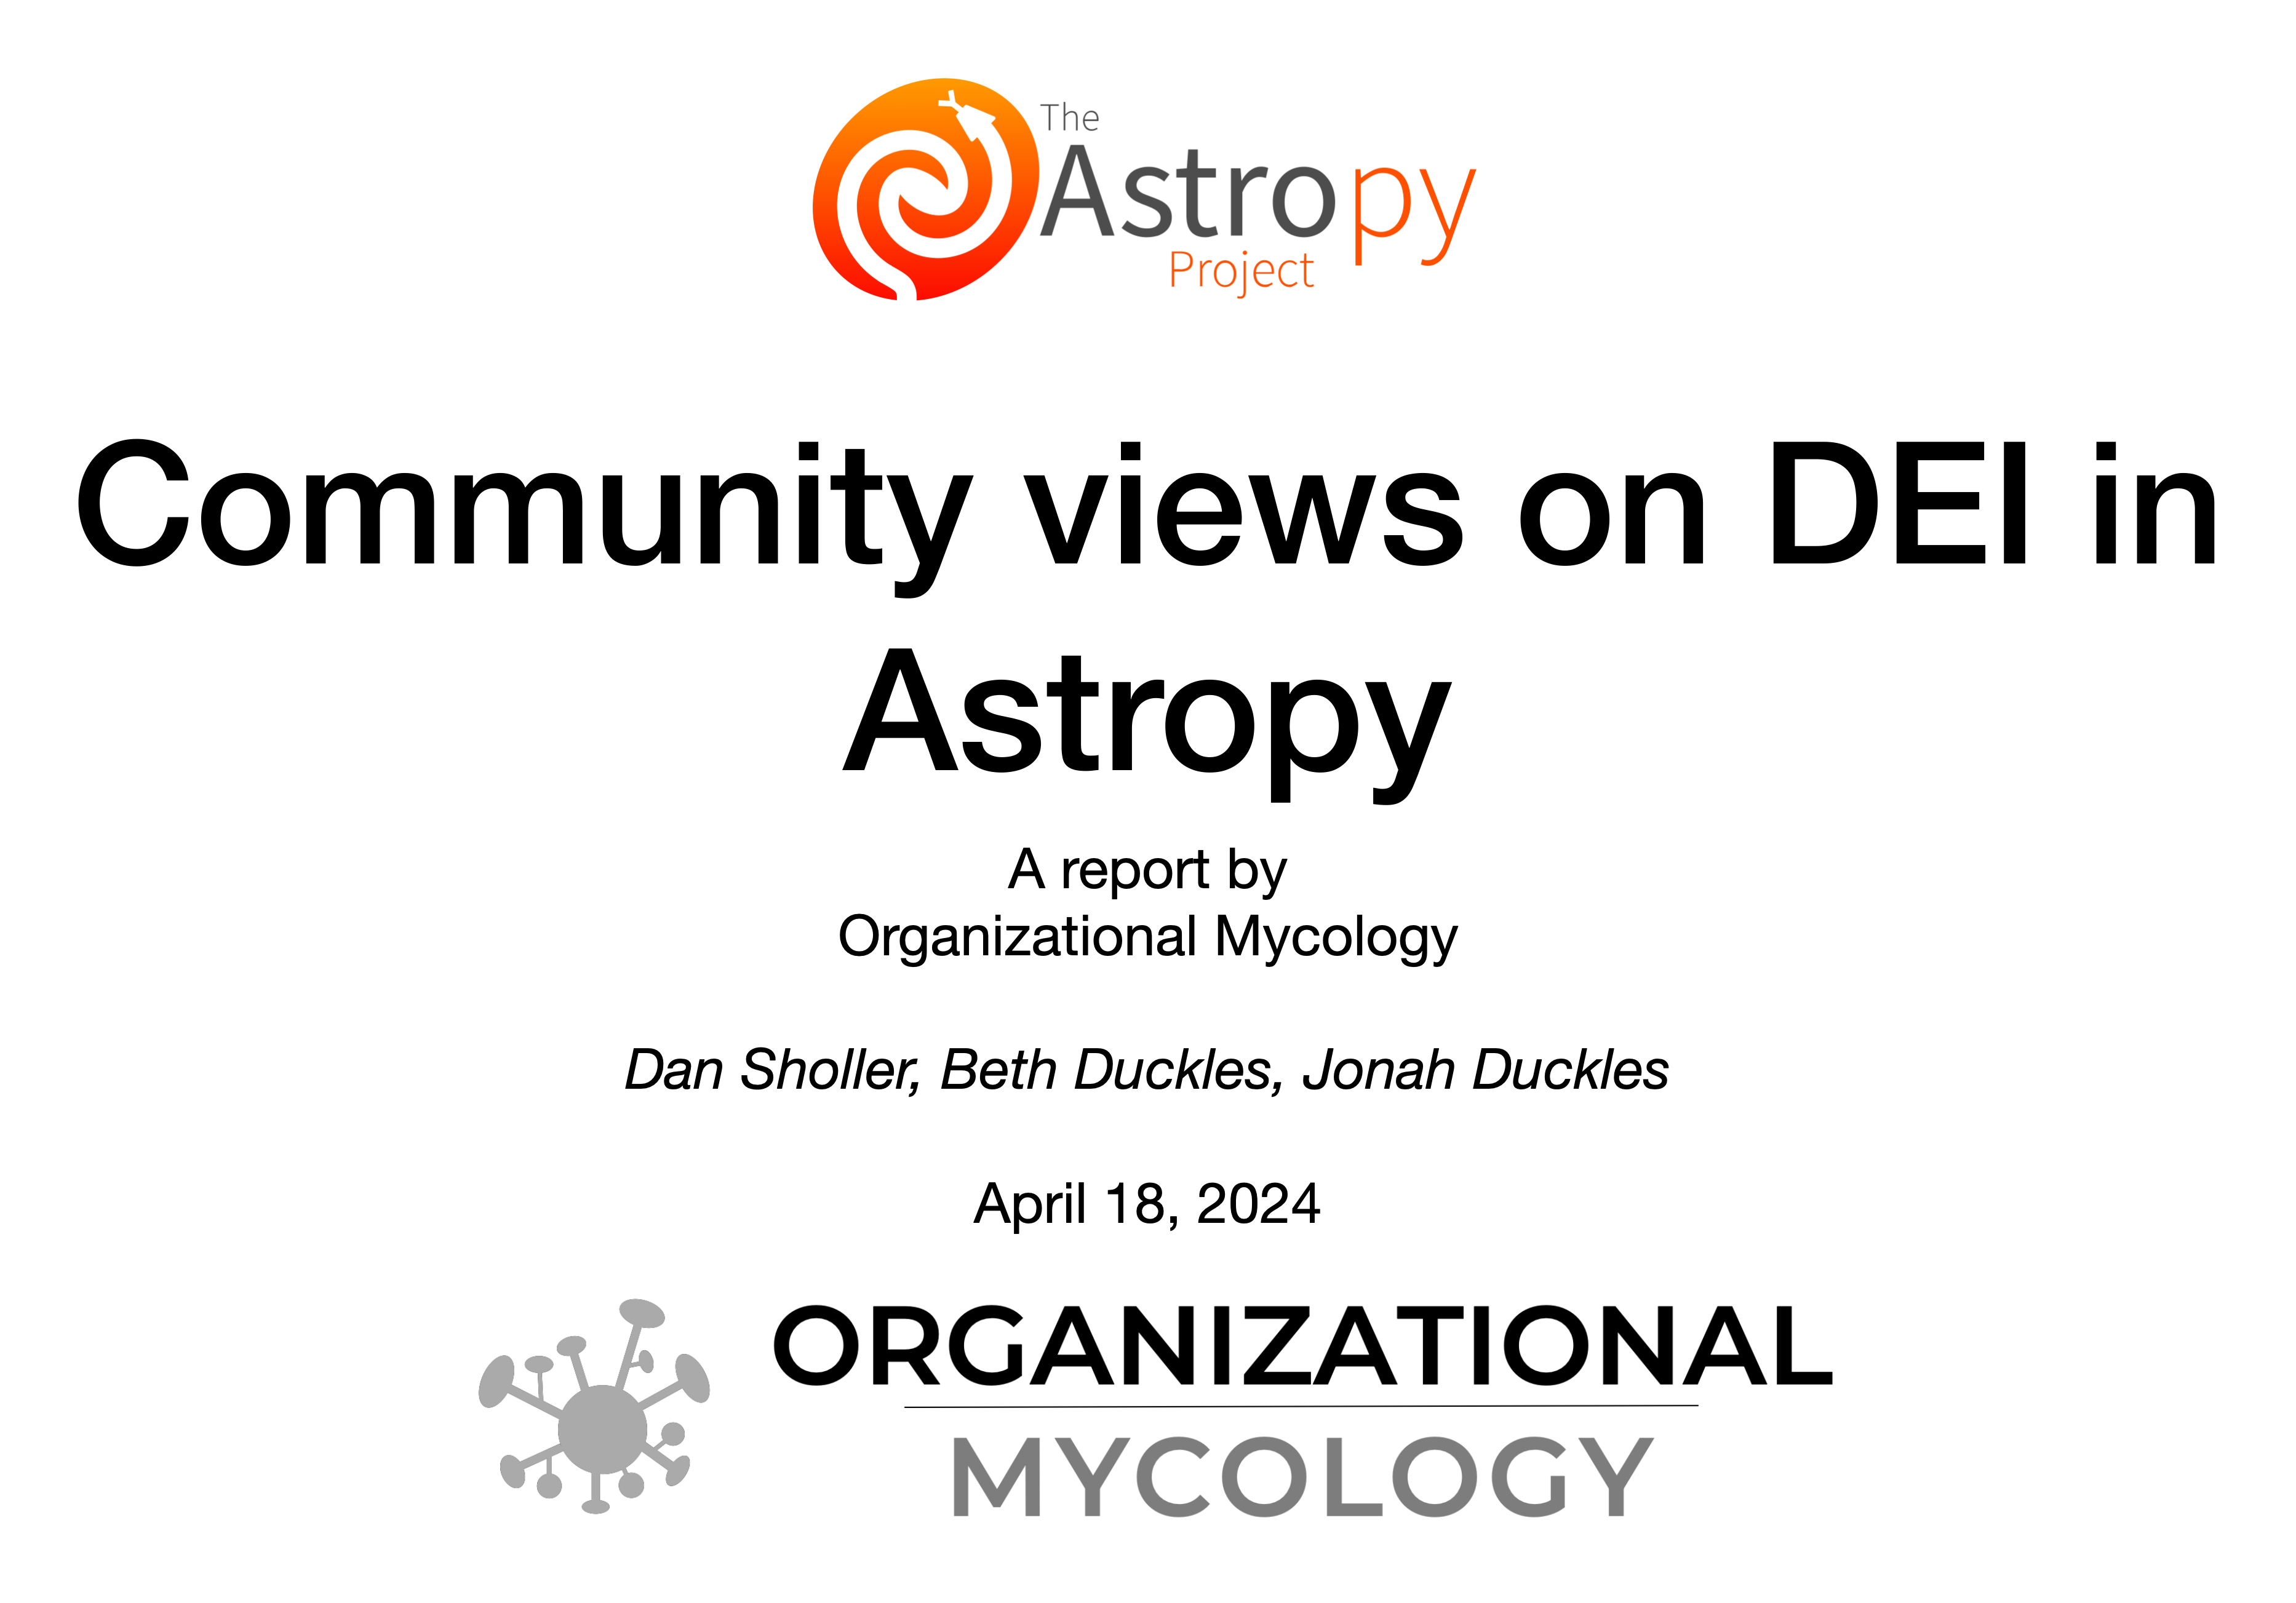 The
Astropy
Project
Community views on DEI in
Astropy
A report by
Organizational Mycology
Dan Sholler, Beth Duckles, Jonah Duckles
April 18, 2024
ORGANIZATIONAL
MYCOLOGY